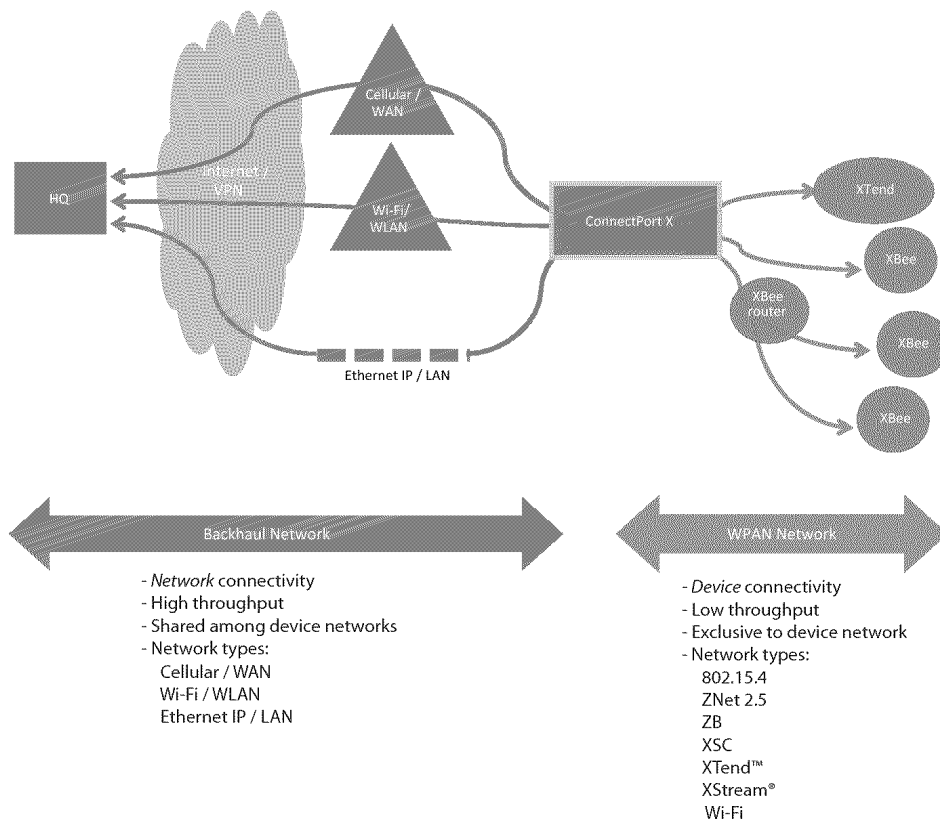 Cellular /
WAN
Internet /
VPN
HQ
Wi-Fi/
WLAN
ConnectPort X
XTend
XBee
XBee
router
XBee
XBee
Ethernet IP / LAN
Backhaul Network
- Network connectivity
- High throughput
- Shared among device networks
- Network types:
Cellular / WAN
Wi-Fi / WLAN
Ethernet IP / LAN
WPAN Network
- Device connectivity
- Low throughput
- Exclusive to device network
- Network types:
802.15.4
ZNet 2.5
ZB
XSC
XTend™
XStream®
Wi-Fi